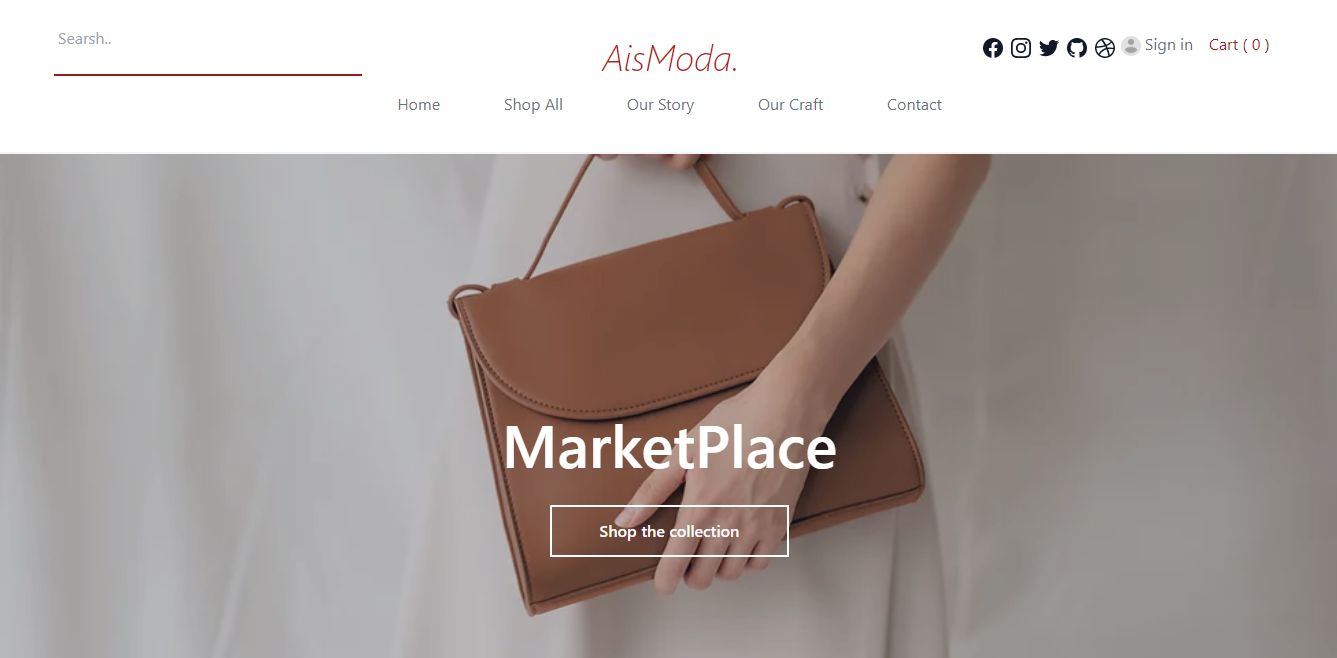 Searsh..
AisModa.
Sign in
Cart ( 0 )
Home
Shop All
Our Story
Our Craft
Contact
MarketPlace
Shop the collection